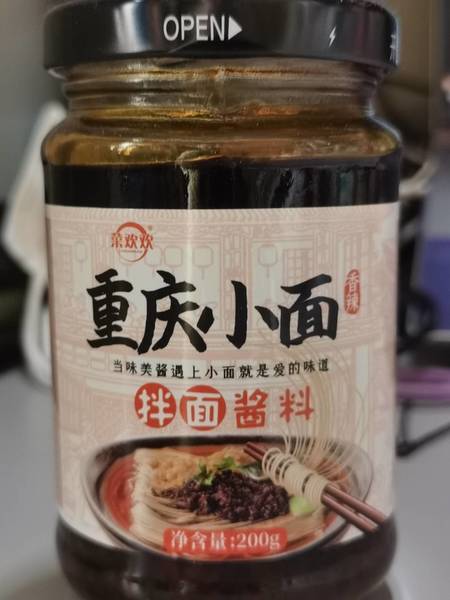 OPEN
菜欢欢
重庆小面
香辣
当味美酱遇上小面就是爱的味道
拌面酱料
净含量:200g